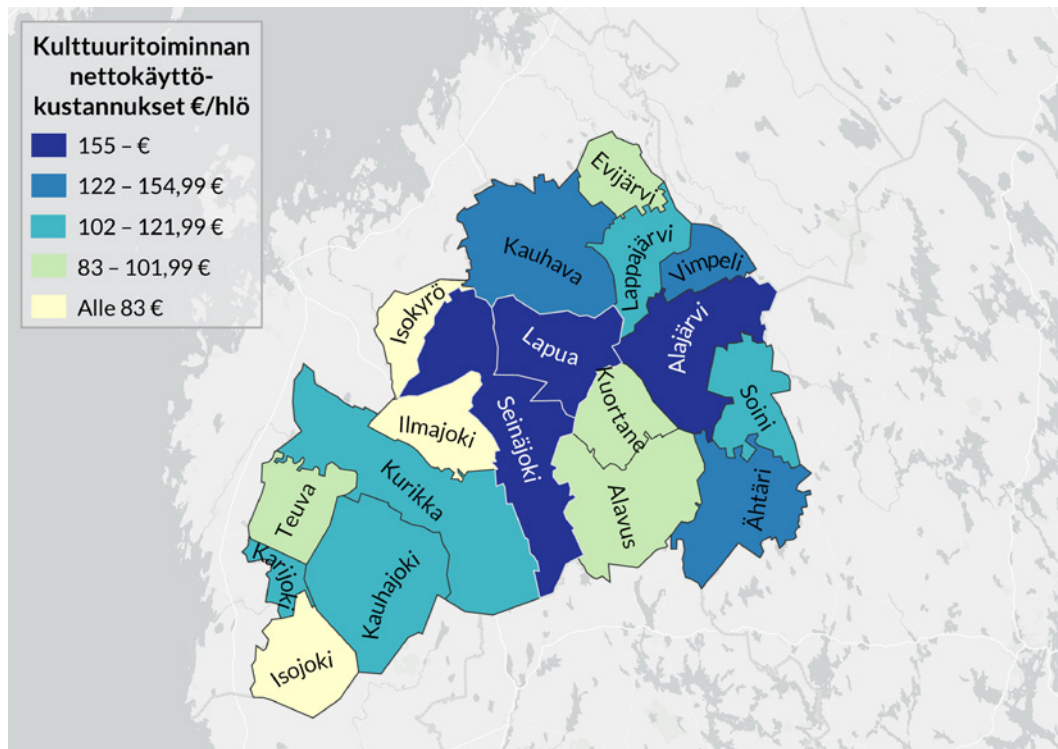 Kulttuuritoiminnan
nettokäyttö-
kustannukset €/hlö
155 – €
122 – 154,99 €
102 – 121,99 €
83 – 101,99 €
Alle 83 €
Evijärvi
Kauhava
Lappajärvi
Vimpeli
Isokyrö
Lapua
Alajärvi
Kuortane
Soini
Ilmajoki
Seinäjoki
Kurikka
Teuva
Alavus
Ähtäri
Karijoki
Kauhajoki
Isojoki